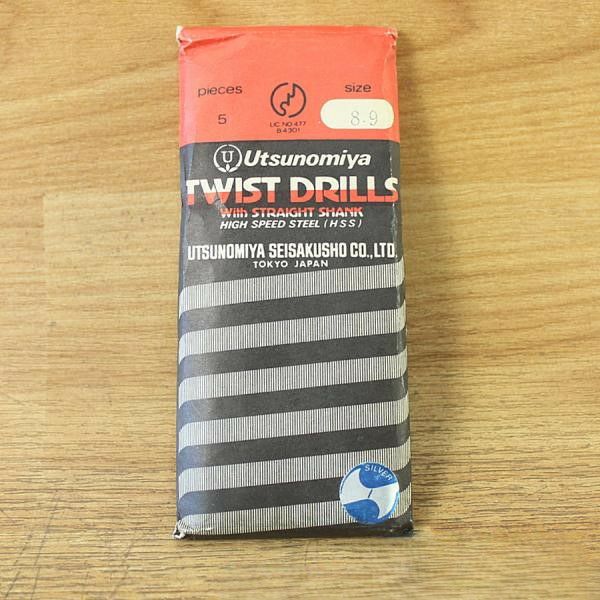 pieces
size
5
8.9
LIC.NO.477
B 4301
U Utsunomiya
TWIST DRILLS
With STRAIGHT SHANK
HIGH SPEED STEEL (HSS)
UTSUNOMIYA SEISAKUSHO CO., LTD.
TOKYO JAPAN
SILVER